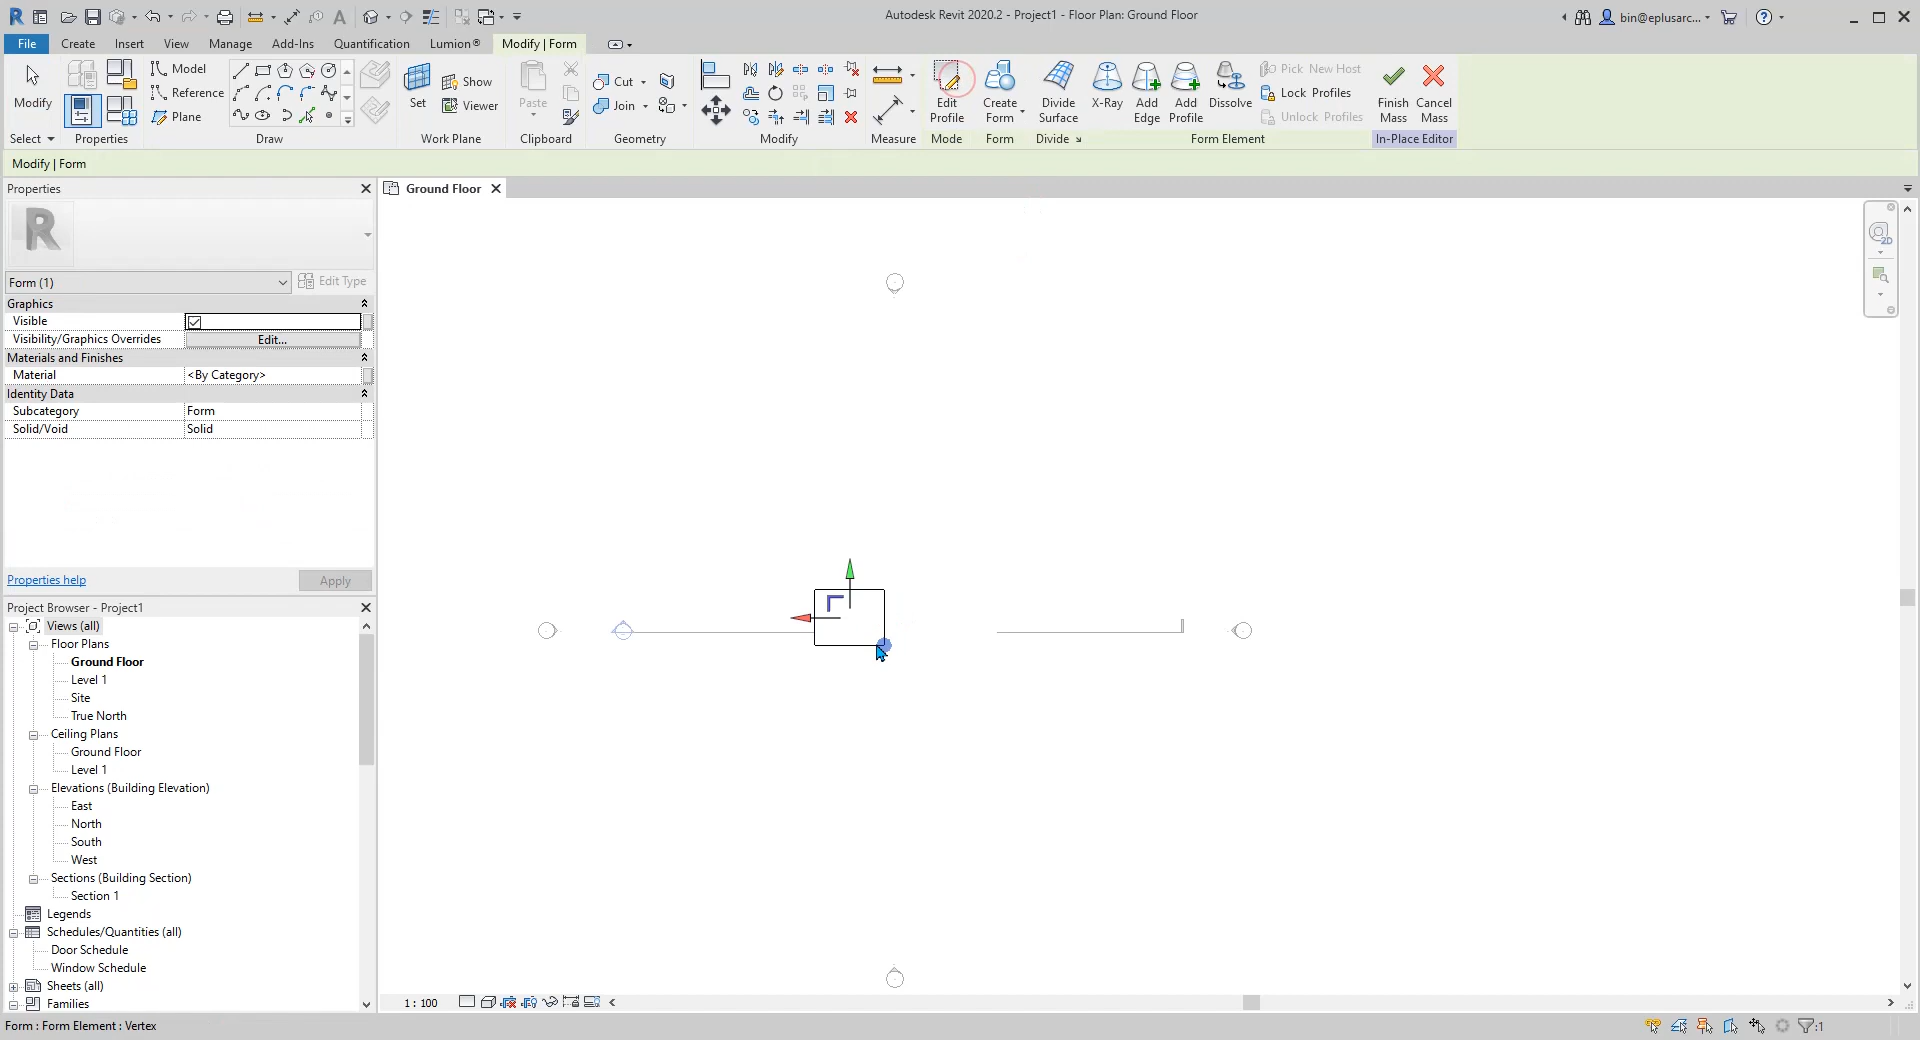 Autodesk Revit 2020.2 - Project1 - Floor Plan: Ground Floor
bin@eplusarc...
File Create Insert View Manage Add-Ins Quantification Lumion® Modify | Form
Modify
Select
Properties
Model
Reference
Plane
Draw
Set
Show
Viewer
Work Plane
Paste
Clipboard
Cut
Join
Geometry
Modify
Measure
Edit Profile
Mode
Create Form
Form
Divide Surface
Divide
X-Ray
Add Edge
Add Profile
Dissolve
Pick New Host
Lock Profiles
Unlock Profiles
Form Element
Finish Mass
Cancel Mass
In-Place Editor
Modify | Form
Properties
Ground Floor
R
Form (1)
Edit Type
Graphics
Visible
Visibility/Graphics Overrides Edit...
Materials and Finishes
Material <By Category>
Identity Data
Subcategory Form
Solid/Void Solid
Properties help
Apply
Project Browser - Project1
Views (all)
Floor Plans
Ground Floor
Level 1
Site
True North
Ceiling Plans
Ground Floor
Level 1
Elevations (Building Elevation)
East
North
South
West
Sections (Building Section)
Section 1
Legends
Schedules/Quantities (all)
Door Schedule
Window Schedule
Sheets (all)
Families
2D
1 : 100
Form : Form Element : Vertex
:1